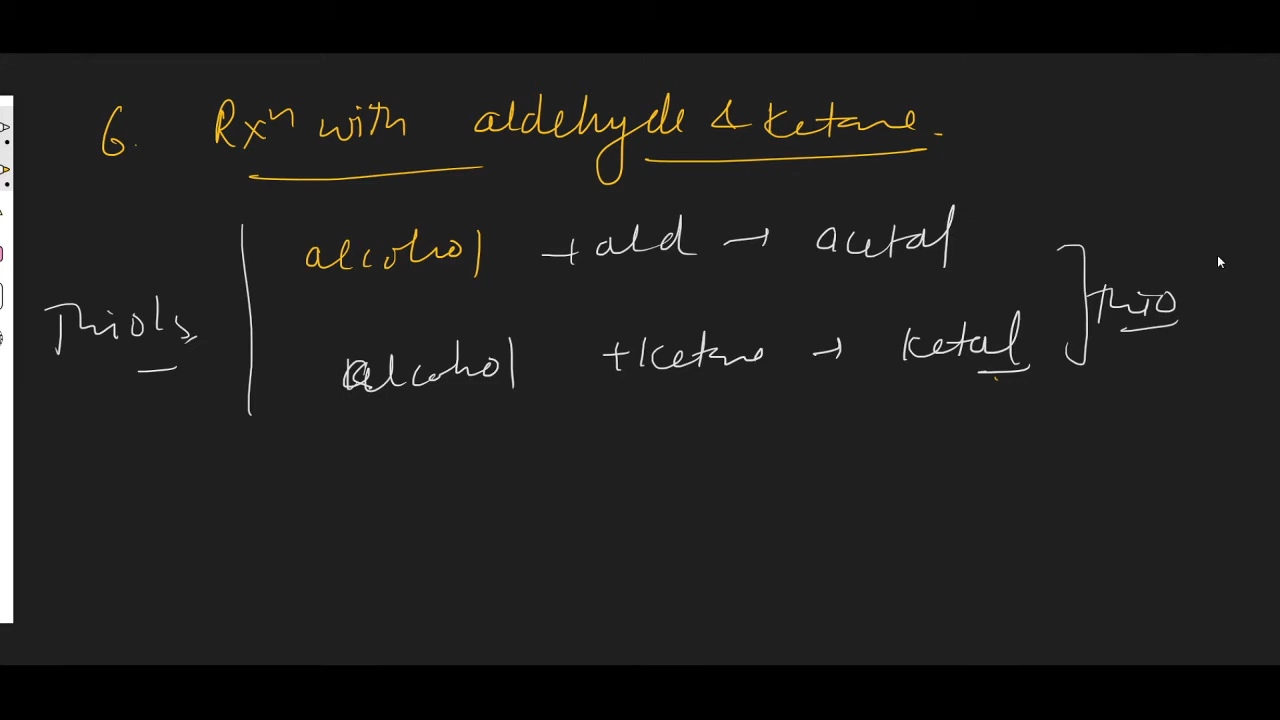 6. Rxⁿ with aldehyde & Ketone.
alcohol + ald → acetal
Thiols
Thio
alcohol + Ketone → Ketal